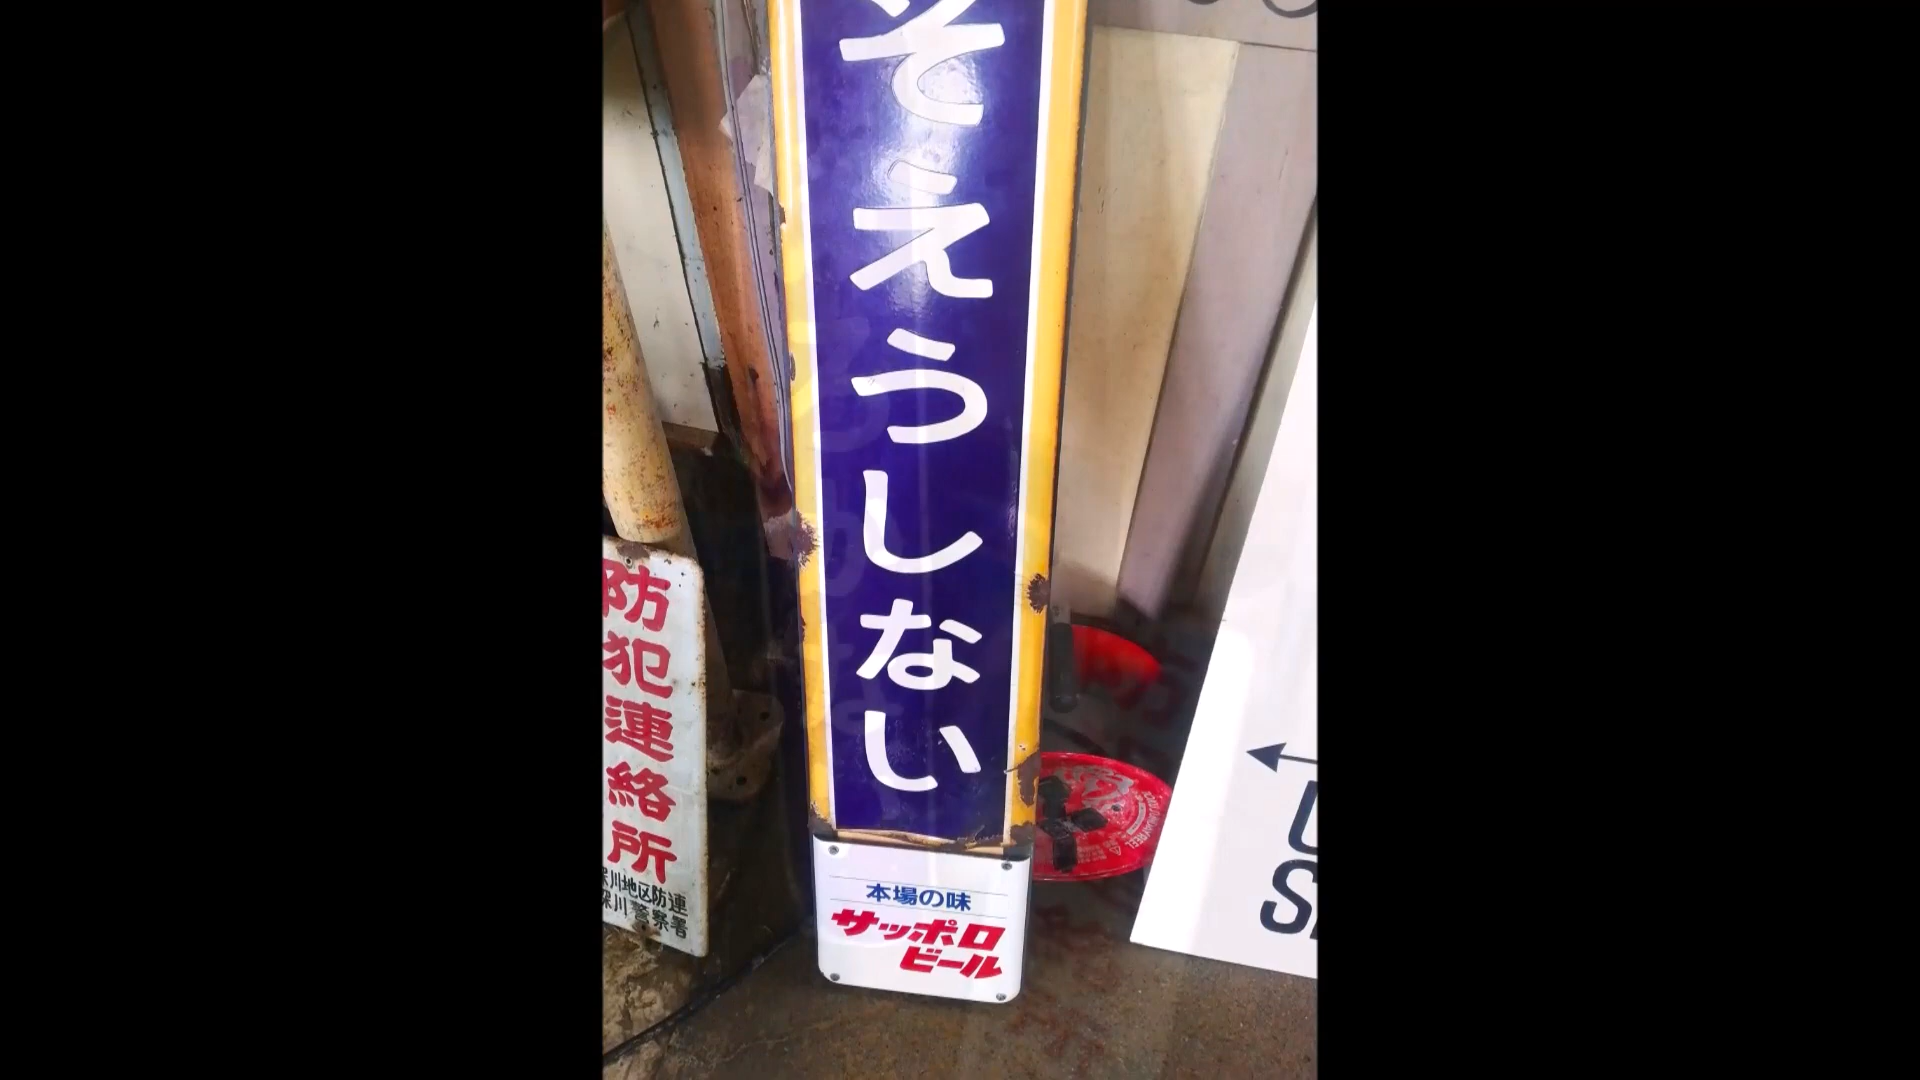 そえうしない
本場の味
サッポロ
ビール
防犯連絡所
深川地区防連
深川警察署